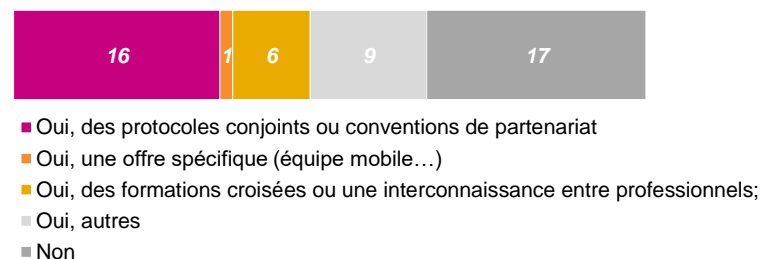 16 1 6 9 17
Oui, des protocoles conjoints ou conventions de partenariat
Oui, une offre spécifique (équipe mobile…)
Oui, des formations croisées ou une interconnaissance entre professionnels;
Oui, autres
Non